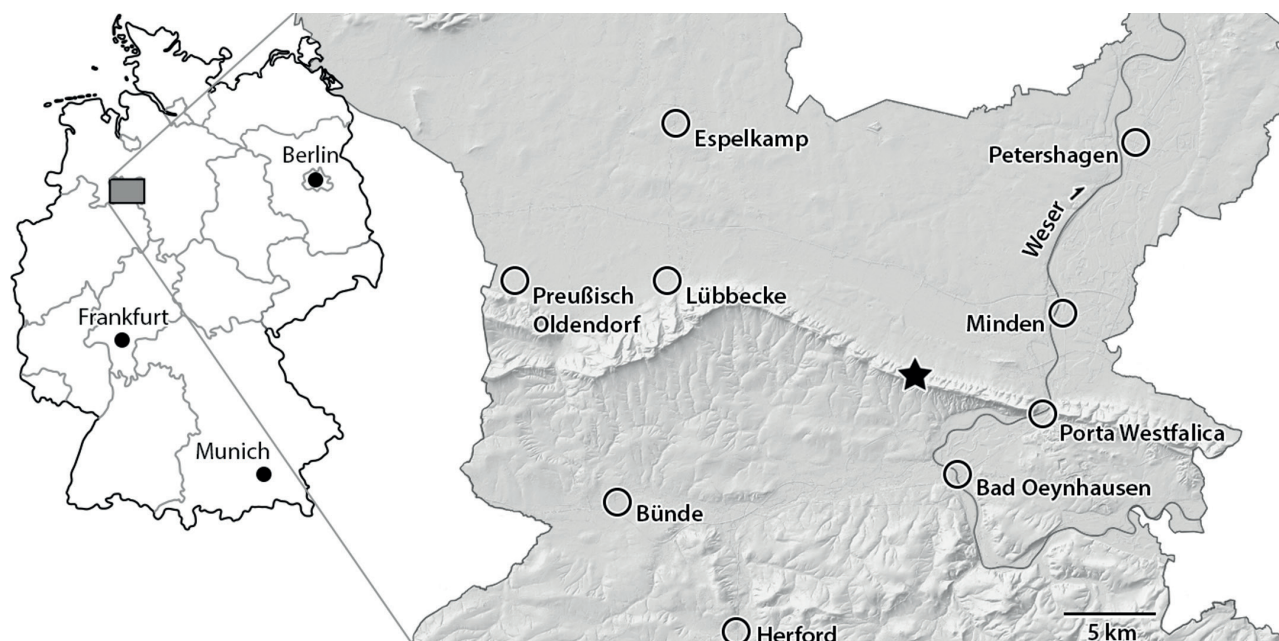 Berlin
Frankfurt
Munich
Espelkamp
Petershagen
Weser
Preußisch
Oldendorf
Lübbecke
Minden
Porta Westfalica
Bad Oeynhausen
Bünde
Herford
5 km